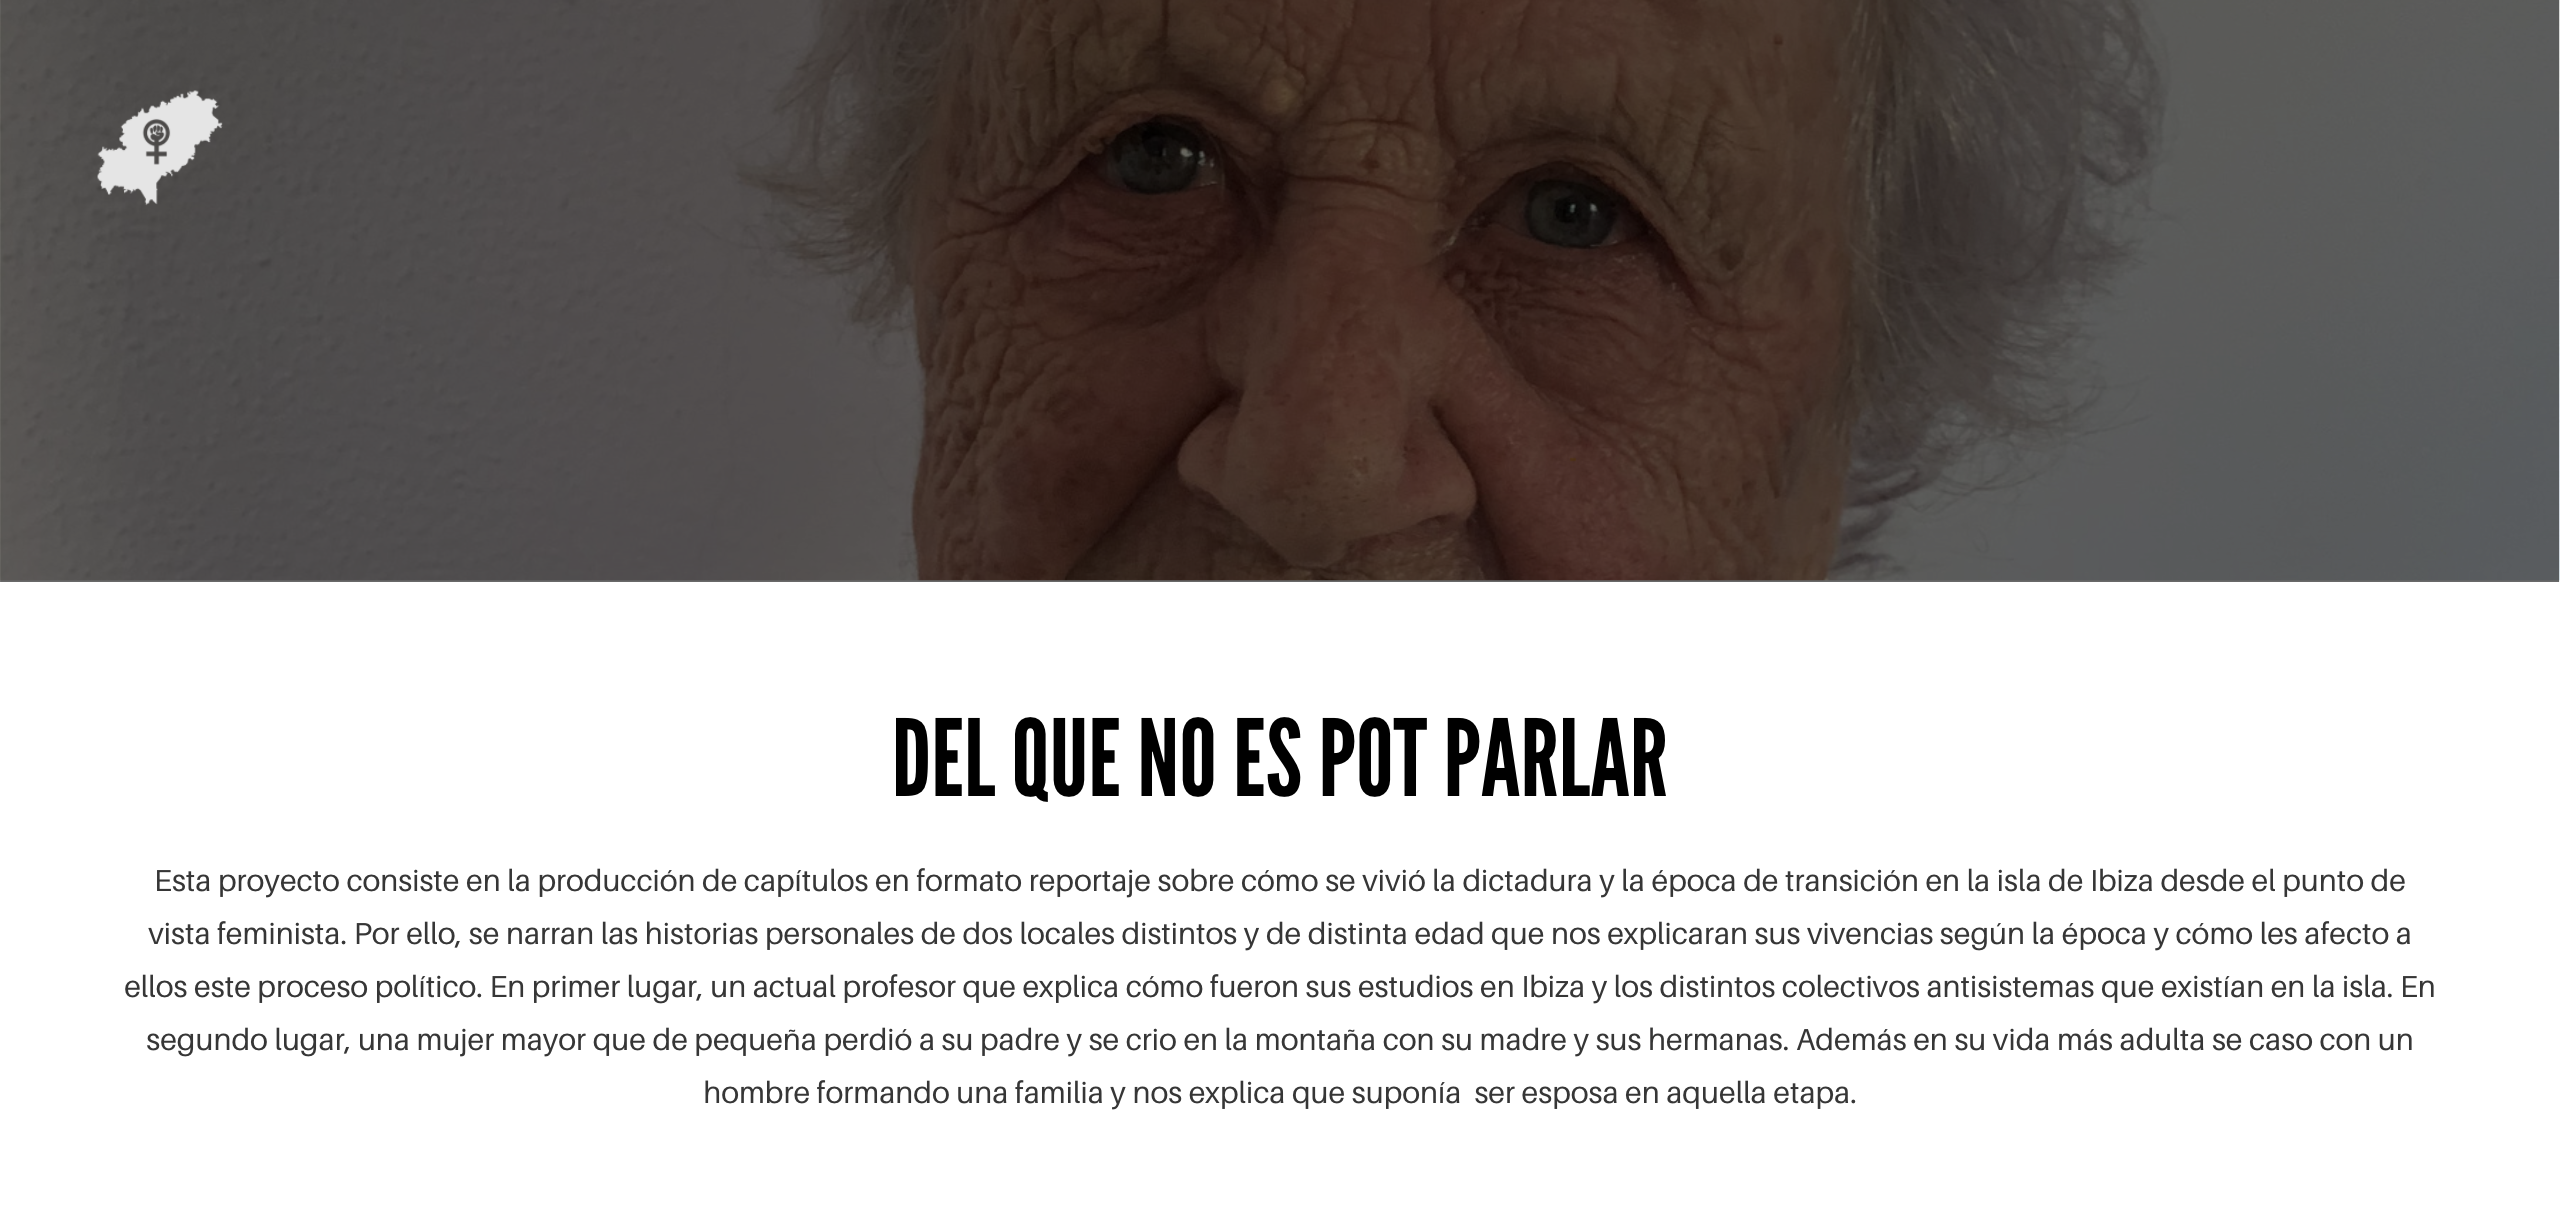 DEL QUE NO ES POT PARLAR
Esta proyecto consiste en la producción de capítulos en formato reportaje sobre cómo se vivió la dictadura y la época de transición en la isla de Ibiza desde el punto de
vista feminista. Por ello, se narran las historias personales de dos locales distintos y de distinta edad que nos explicaran sus vivencias según la época y cómo les afecto a
ellos este proceso político. En primer lugar, un actual profesor que explica cómo fueron sus estudios en Ibiza y los distintos colectivos antisistemas que existían en la isla. En
segundo lugar, una mujer mayor que de pequeña perdió a su padre y se crio en la montaña con su madre y sus hermanas. Además en su vida más adulta se caso con un
hombre formando una familia y nos explica que suponía  ser esposa en aquella etapa.